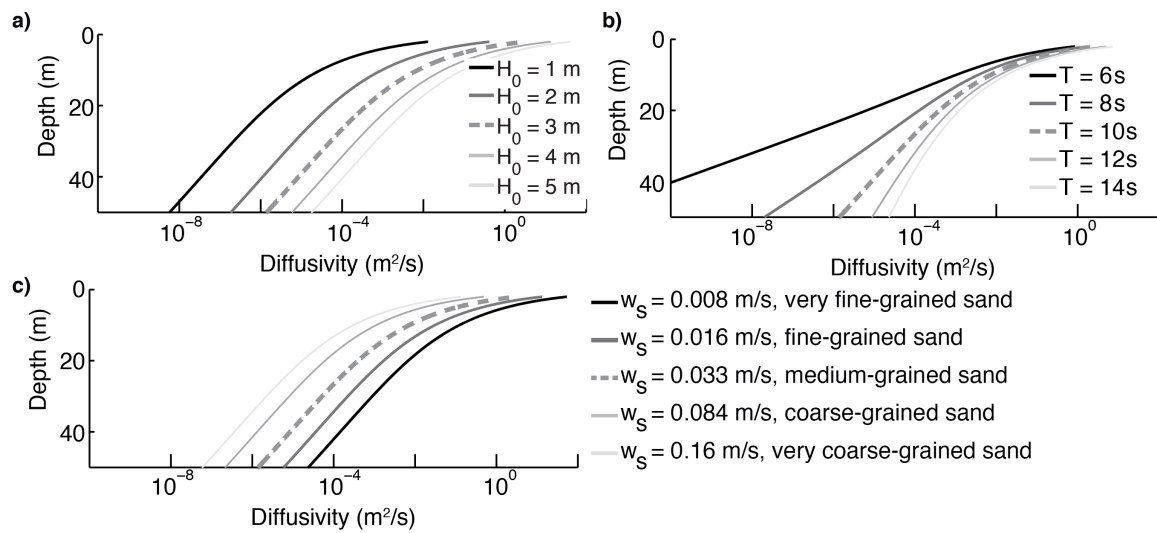 a)
0
20
40
Depth (m)
H₀ = 1 m
H₀ = 2 m
H₀ = 3 m
H₀ = 4 m
H₀ = 5 m
10⁻⁸ 10⁻⁴ 10⁰
Diffusivity (m²/s)
b)
0
20
40
Depth (m)
T = 6s
T = 8s
T = 10s
T = 12s
T = 14s
10⁻⁸ 10⁻⁴ 10⁰
Diffusivity (m²/s)
c)
0
20
40
Depth (m)
10⁻⁸ 10⁻⁴ 10⁰
Diffusivity (m²/s)
wₛ = 0.008 m/s, very fine-grained sand
wₛ = 0.016 m/s, fine-grained sand
wₛ = 0.033 m/s, medium-grained sand
wₛ = 0.084 m/s, coarse-grained sand
wₛ = 0.16 m/s, very coarse-grained sand